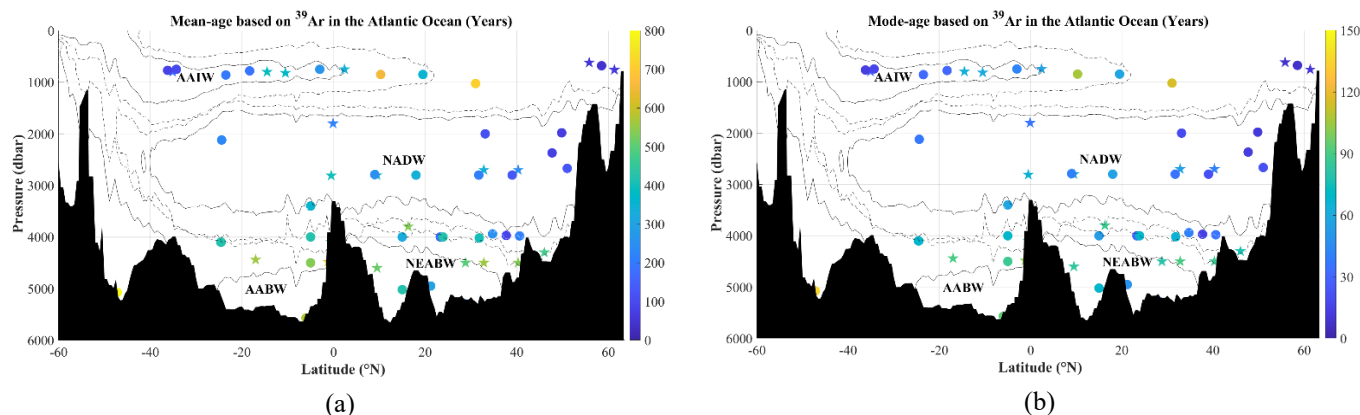 Mean-age based on ³⁹Ar in the Atlantic Ocean (Years)
0
1000
2000
3000
4000
5000
6000
Pressure (dbar)
-60
-40
-20
0
20
40
60
Latitude (°N)
AAIW
NADW
NEABW
AABW
800
700
600
500
400
300
200
100
0
(a)
Mode-age based on ³⁹Ar in the Atlantic Ocean (Years)
0
1000
2000
3000
4000
5000
6000
Pressure (dbar)
-60
-40
-20
0
20
40
60
Latitude (°N)
AAIW
NADW
NEABW
AABW
150
120
90
60
30
0
(b)